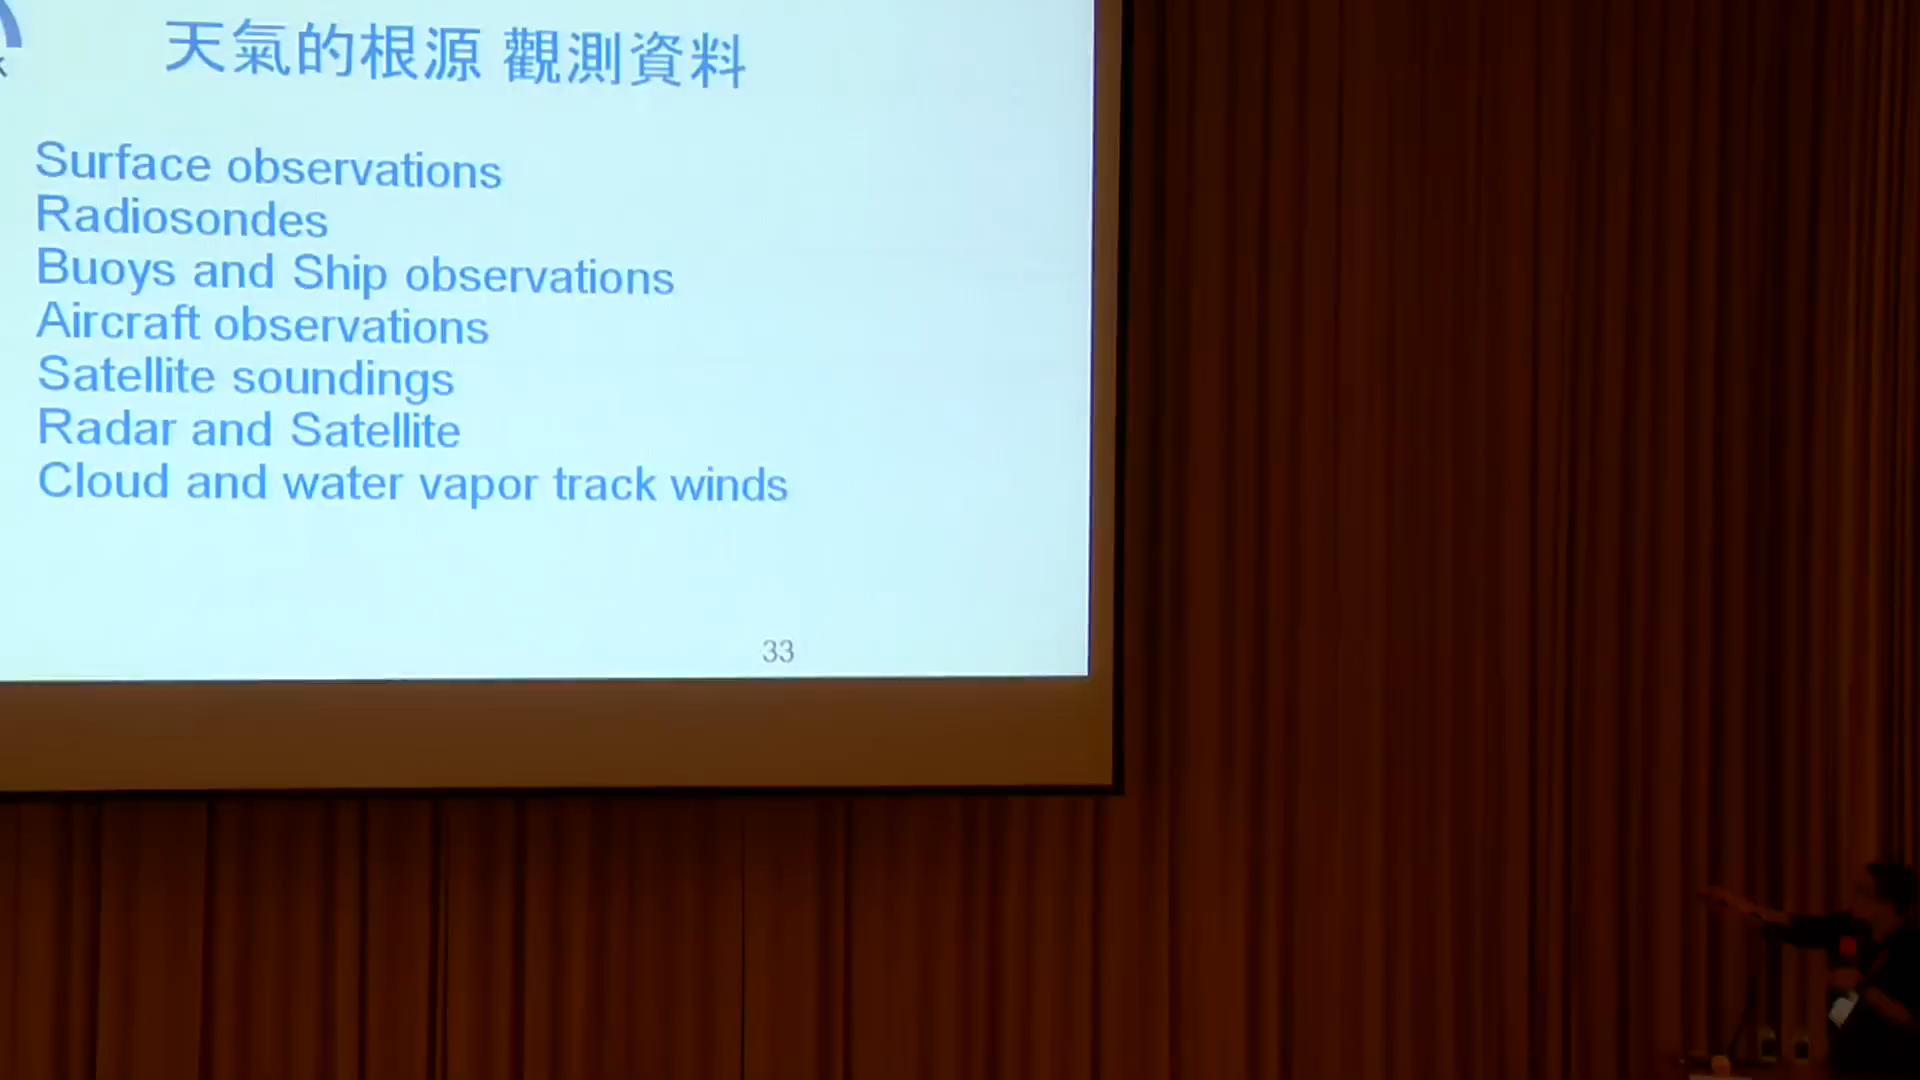 天氣的根源 觀測資料
Surface observations
Radiosondes
Buoys and Ship observations
Aircraft observations
Satellite soundings
Radar and Satellite
Cloud and water vapor track winds
33